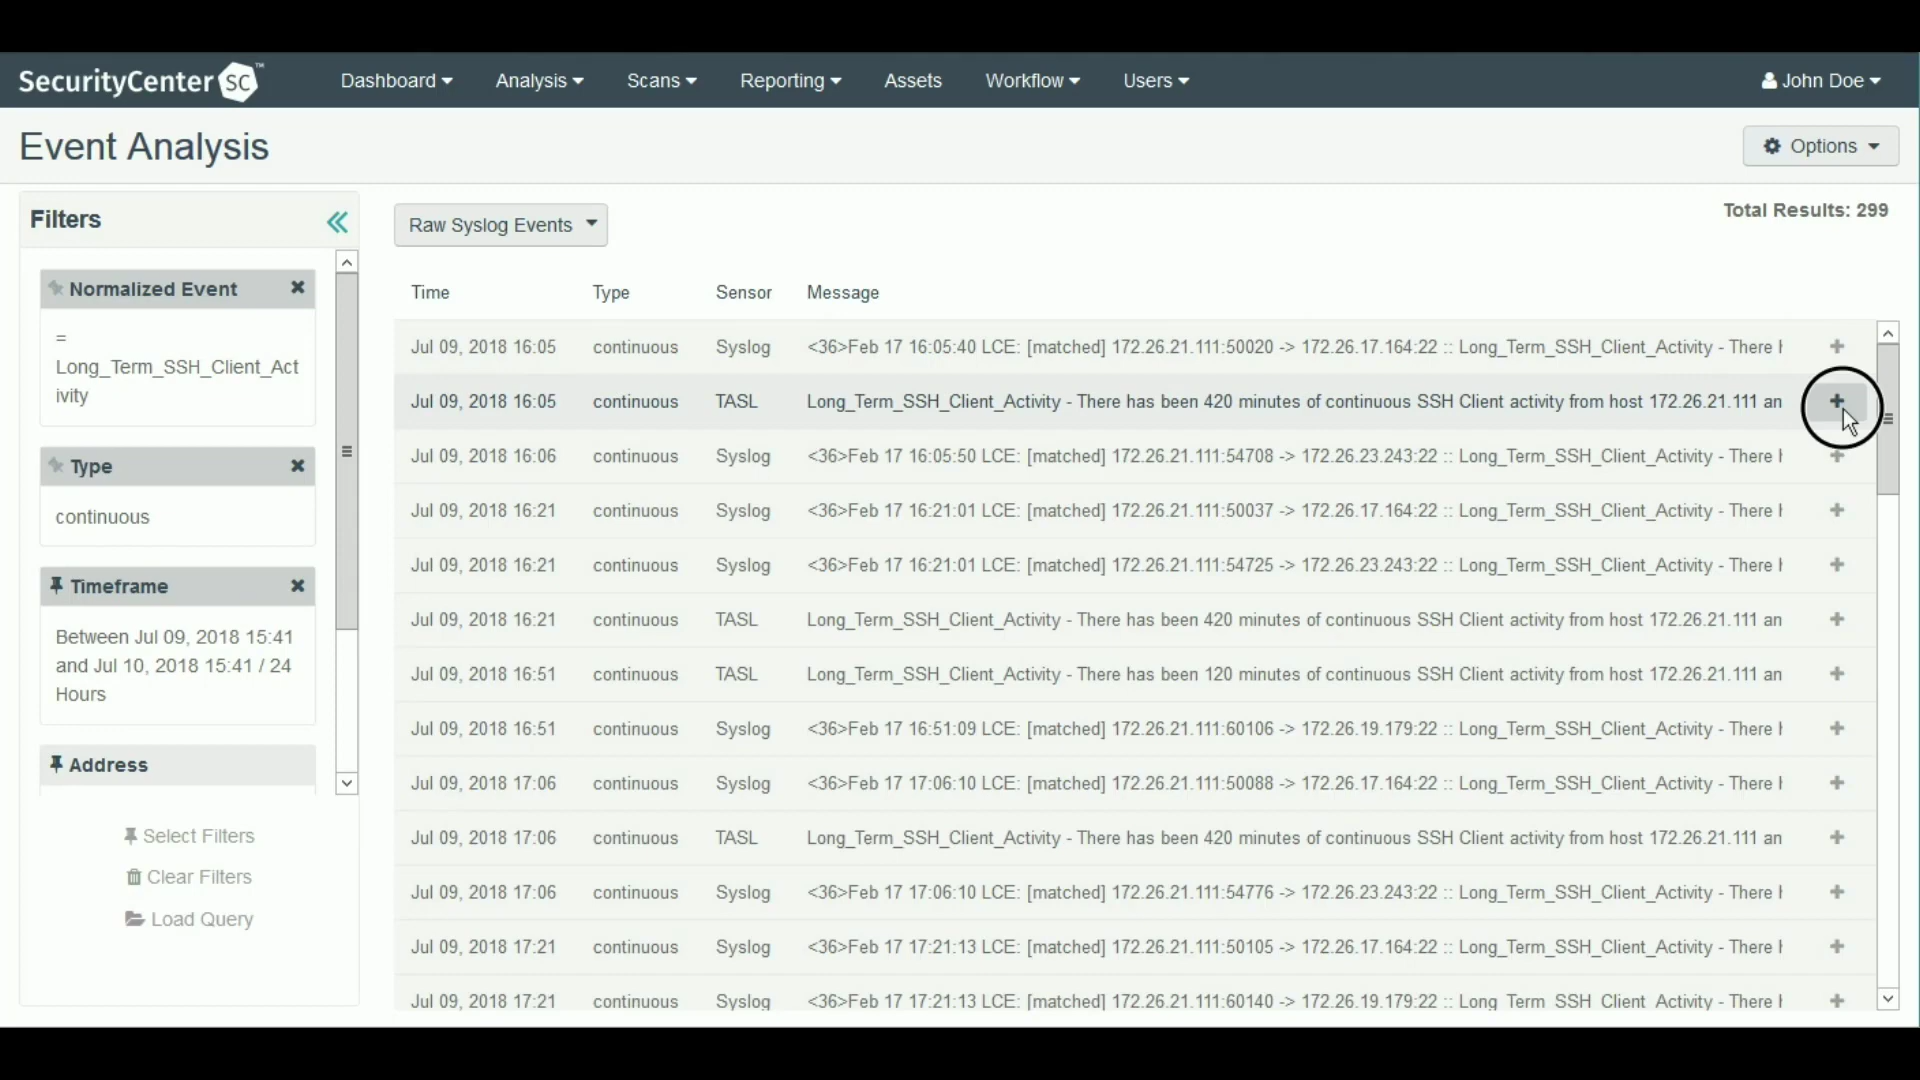 SecurityCenter SC™ Dashboard Analysis Scans Reporting Assets Workflow Users John Doe
Event Analysis
Options
Filters
Normalized Event
=
Long_Term_SSH_Client_Act
ivity
Type
continuous
Timeframe
Between Jul 09, 2018 15:41
and Jul 10, 2018 15:41 / 24
Hours
Address
Select Filters
Clear Filters
Load Query
Raw Syslog Events
Total Results: 299
Time Type Sensor Message
Jul 09, 2018 16:05 continuous Syslog <36>Feb 17 16:05:40 LCE: [matched] 172.26.21.111:50020 -> 172.26.17.164:22 :: Long_Term_SSH_Client_Activity - There
Jul 09, 2018 16:05 continuous TASL Long_Term_SSH_Client_Activity - There has been 420 minutes of continuous SSH Client activity from host 172.26.21.111 an
Jul 09, 2018 16:06 continuous Syslog <36>Feb 17 16:05:50 LCE: [matched] 172.26.21.111:54708 -> 172.26.23.243:22 :: Long_Term_SSH_Client_Activity - There
Jul 09, 2018 16:21 continuous Syslog <36>Feb 17 16:21:01 LCE: [matched] 172.26.21.111:50037 -> 172.26.17.164:22 :: Long_Term_SSH_Client_Activity - There
Jul 09, 2018 16:21 continuous Syslog <36>Feb 17 16:21:01 LCE: [matched] 172.26.21.111:54725 -> 172.26.23.243:22 :: Long_Term_SSH_Client_Activity - There
Jul 09, 2018 16:21 continuous TASL Long_Term_SSH_Client_Activity - There has been 420 minutes of continuous SSH Client activity from host 172.26.21.111 an
Jul 09, 2018 16:51 continuous TASL Long_Term_SSH_Client_Activity - There has been 120 minutes of continuous SSH Client activity from host 172.26.21.111 an
Jul 09, 2018 16:51 continuous Syslog <36>Feb 17 16:51:09 LCE: [matched] 172.26.21.111:60106 -> 172.26.19.179:22 :: Long_Term_SSH_Client_Activity - There
Jul 09, 2018 17:06 continuous Syslog <36>Feb 17 17:06:10 LCE: [matched] 172.26.21.111:50088 -> 172.26.17.164:22 :: Long_Term_SSH_Client_Activity - There
Jul 09, 2018 17:06 continuous TASL Long_Term_SSH_Client_Activity - There has been 420 minutes of continuous SSH Client activity from host 172.26.21.111 an
Jul 09, 2018 17:06 continuous Syslog <36>Feb 17 17:06:10 LCE: [matched] 172.26.21.111:54776 -> 172.26.23.243:22 :: Long_Term_SSH_Client_Activity - There
Jul 09, 2018 17:21 continuous Syslog <36>Feb 17 17:21:13 LCE: [matched] 172.26.21.111:50105 -> 172.26.17.164:22 :: Long_Term_SSH_Client_Activity - There
Jul 09, 2018 17:21 continuous Syslog <36>Feb 17 17:21:13 LCE: [matched] 172.26.21.111:60140 -> 172.26.19.179:22 :: Long_Term_SSH_Client_Activity - There